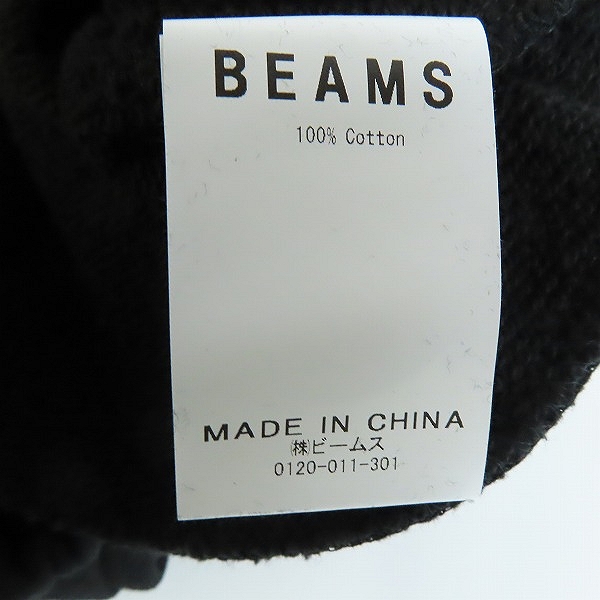 BEAMS
100% Cotton
MADE IN CHINA
㈱ビームス
0120-011-301